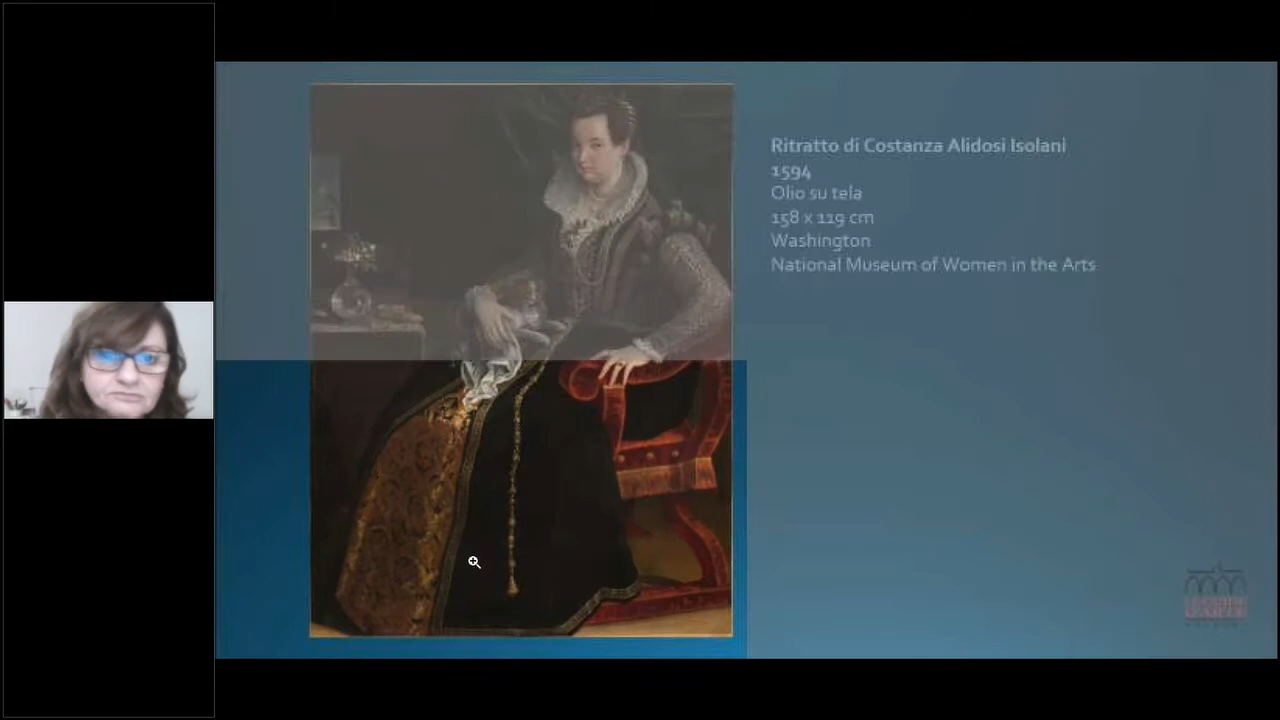 Ritratto di Costanza Alidosi Isolani
1594
Olio su tela
158 x 119 cm
Washington
National Museum of Women in the Arts